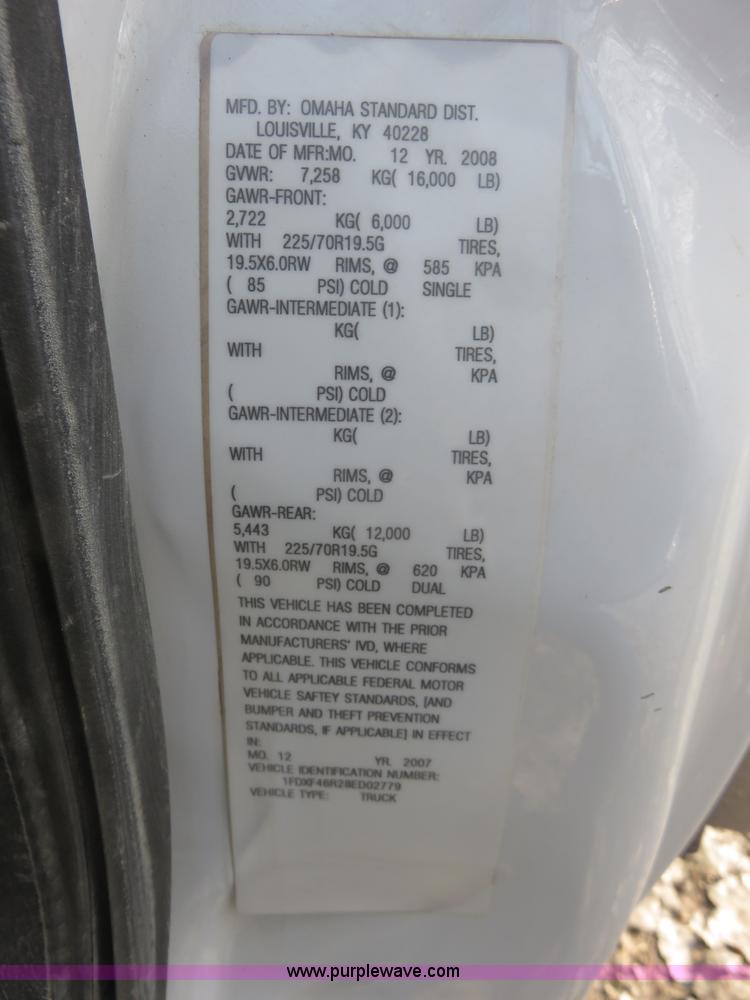 MFD. BY: OMAHA STANDARD DIST.
LOUISVILLE, KY 40228
DATE OF MFR:MO. 12 YR. 2008
GVWR: 7,258 KG( 16,000 LB)
GAWR-FRONT:
2,722 KG( 6,000 LB)
WITH 225/70R19.5G TIRES,
19.5X6.0RW RIMS, @ 585 KPA
( 85 PSI) COLD SINGLE
GAWR-INTERMEDIATE (1):
KG( LB)
WITH TIRES,
RIMS, @ KPA
( PSI) COLD
GAWR-INTERMEDIATE (2):
KG( LB)
WITH TIRES,
RIMS, @ KPA
( PSI) COLD
GAWR-REAR:
5,443 KG( 12,000 LB)
WITH 225/70R19.5G TIRES,
19.5X6.0RW RIMS, @ 620 KPA
( 90 PSI) COLD DUAL
THIS VEHICLE HAS BEEN COMPLETED
IN ACCORDANCE WITH THE PRIOR
MANUFACTURERS' IVD, WHERE
APPLICABLE. THIS VEHICLE CONFORMS
TO ALL APPLICABLE FEDERAL MOTOR
VEHICLE SAFTEY STANDARDS, [AND
BUMPER AND THEFT PREVENTION
STANDARDS, IF APPLICABLE] IN EFFECT
IN:
MO. 12 YR. 2007
VEHICLE IDENTIFICATION NUMBER:
1FDXF46R28ED02779
VEHICLE TYPE: TRUCK
www.purplewave.com